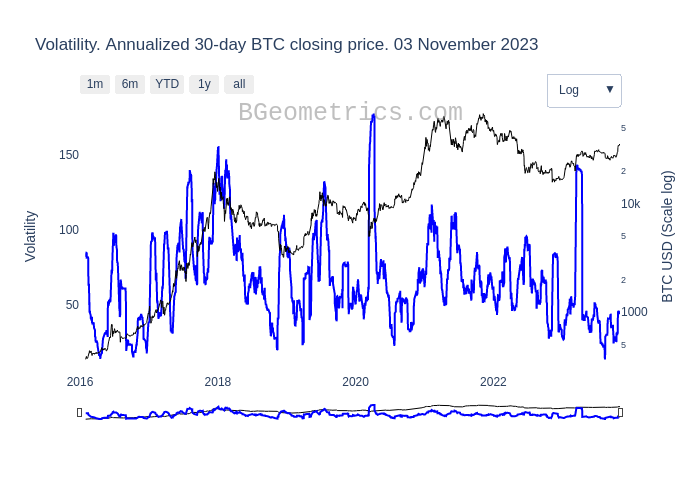 Volatility. Annualized 30-day BTC closing price. 03 November 2023
1m 6m YTD 1y all
Log ▼
BGeometrics.com
5
150
2
10k
100
5
Volatility
BTC USD (Scale log)
2
50
1000
5
2016 2018 2020 2022